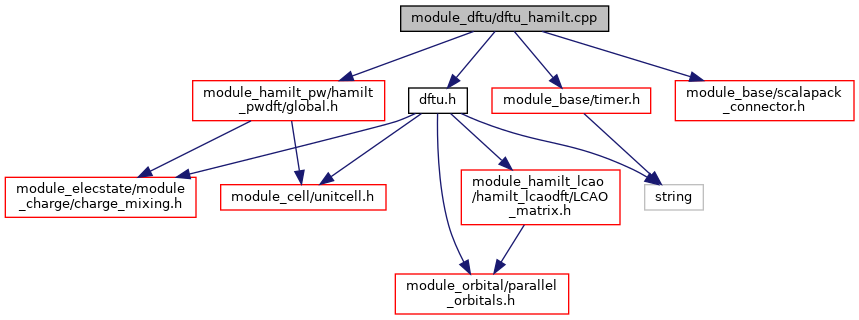 module_dftu/dftu_hamilt.cpp
module_hamilt_pw/hamilt
_pwdft/global.h
dftu.h
module_base/timer.h
module_base/scalapack
_connector.h
module_elecstate/module
_charge/charge_mixing.h
module_cell/unitcell.h
module_hamilt_lcao
/hamilt_lcaodft/LCAO
_matrix.h
string
module_orbital/parallel
_orbitals.h